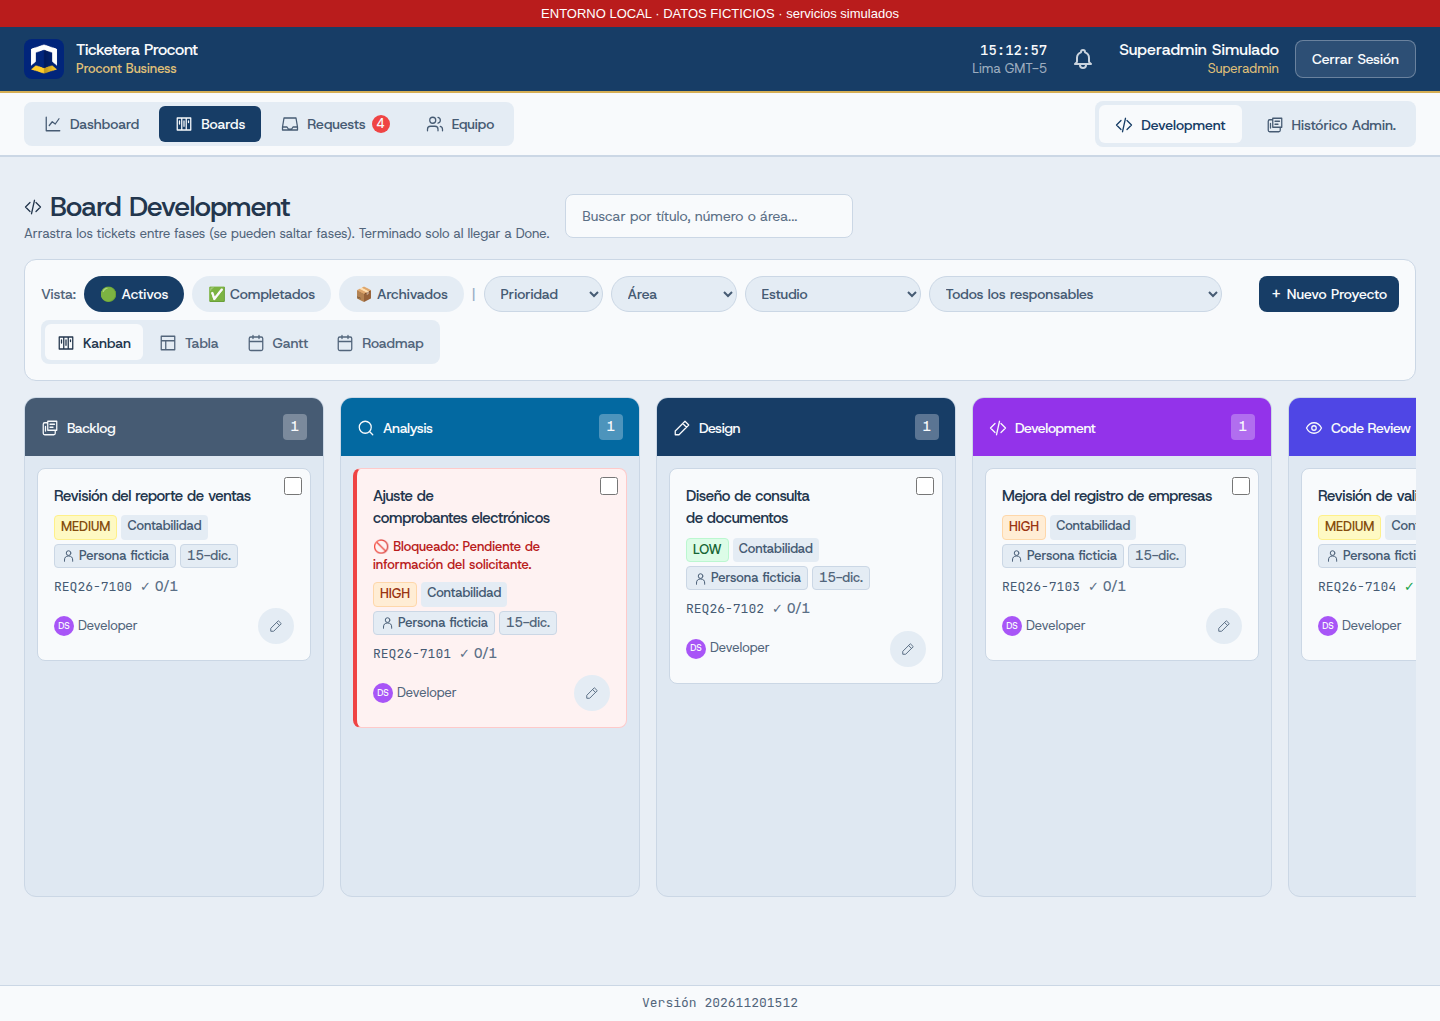 ENTORNO LOCAL · DATOS FICTICIOS · servicios simulados
Ticketera Procont
Procont Business
15:12:57
Lima GMT-5
Superadmin Simulado
Superadmin
Cerrar Sesión
Dashboard
Boards
Requests 4
Equipo
Development
Histórico Admin.
Board Development
Arrastra los tickets entre fases (se pueden saltar fases). Terminado solo al llegar a Done.
Buscar por título, número o área...
Vista:
Activos
Completados
Archivados
|
Prioridad
Área
Estudio
Todos los responsables
+ Nuevo Proyecto
Kanban
Tabla
Gantt
Roadmap
Backlog 1
Revisión del reporte de ventas
MEDIUM Contabilidad
Persona ficticia 15-dic.
REQ26-7100 ✓ 0/1
DS Developer
Analysis 1
Ajuste de
comprobantes electrónicos
Bloqueado: Pendiente de
información del solicitante.
HIGH Contabilidad
Persona ficticia 15-dic.
REQ26-7101 ✓ 0/1
DS Developer
Design 1
Diseño de consulta
de documentos
LOW Contabilidad
Persona ficticia 15-dic.
REQ26-7102 ✓ 0/1
DS Developer
Development 1
Mejora del registro de empresas
HIGH Contabilidad
Persona ficticia 15-dic.
REQ26-7103 ✓ 0/1
DS Developer
Code Review
Revisión de
MEDIUM
Persona
REQ26-7104 ✓
DS Developer
Versión 202611201512